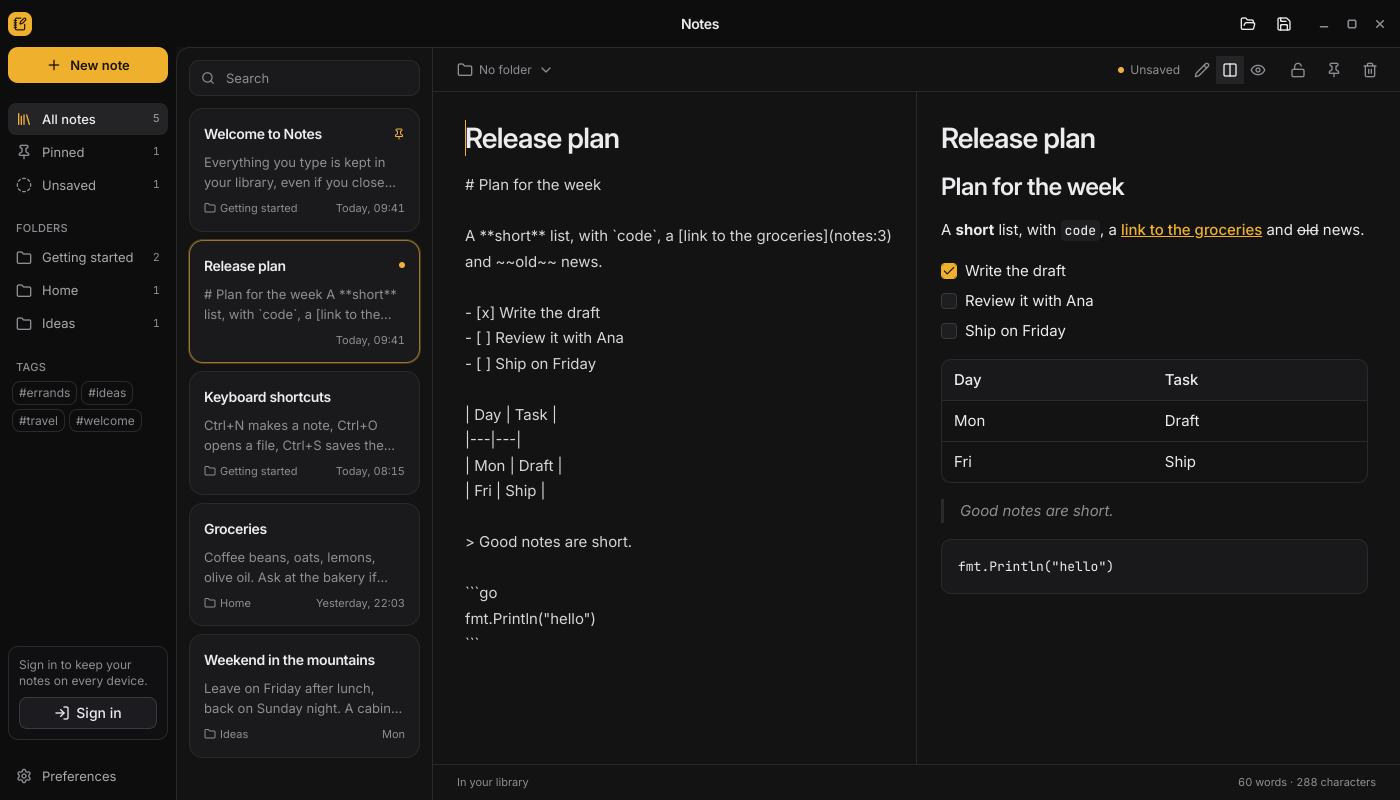 Notes
New note
All notes 5
Pinned 1
Unsaved 1
FOLDERS
Getting started 2
Home 1
Ideas 1
TAGS
#errands #ideas
#travel #welcome
Sign in to keep your
notes on every device.
Sign in
Preferences
Search
Welcome to Notes
Everything you type is kept in
your library, even if you close...
Getting started Today, 09:41
Release plan
# Plan for the week A **short**
list, with `code`, a [link to the...
Today, 09:41
Keyboard shortcuts
Ctrl+N makes a note, Ctrl+O
opens a file, Ctrl+S saves the...
Getting started Today, 08:15
Groceries
Coffee beans, oats, lemons,
olive oil. Ask at the bakery if...
Home Yesterday, 22:03
Weekend in the mountains
Leave on Friday after lunch,
back on Sunday night. A cabin...
Ideas Mon
No folder
Unsaved
Release plan
# Plan for the week
A **short** list, with `code`, a [link to the groceries](notes:3)
and ~~old~~ news.
- [x] Write the draft
- [ ] Review it with Ana
- [ ] Ship on Friday
| Day | Task |
|---|---|
| Mon | Draft |
| Fri | Ship |
> Good notes are short.
```go
fmt.Println("hello")
```
Release plan
Plan for the week
A short list, with code, a link to the groceries and old news.
Write the draft
Review it with Ana
Ship on Friday
Day Task
Mon Draft
Fri Ship
Good notes are short.
fmt.Println("hello")
In your library
60 words · 288 characters